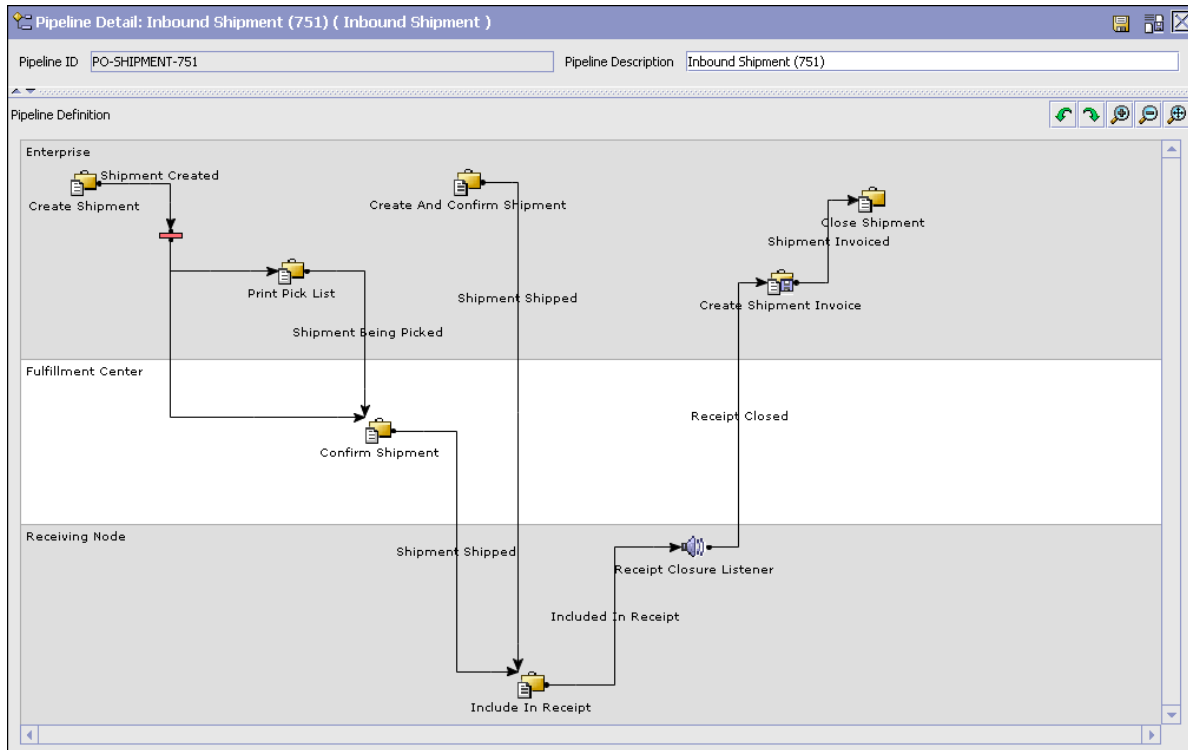 Pipeline Detail: Inbound Shipment (751) ( Inbound Shipment )
Pipeline ID PO-SHIPMENT-751 Pipeline Description Inbound Shipment (751)
Pipeline Definition
Enterprise
Shipment Created
Create Shipment
Create And Confirm Shipment
Close Shipment
Shipment Invoiced
Print Pick List
Shipment Shipped
Create Shipment Invoice
Shipment Being Picked
Fulfillment Center
Receipt Closed
Confirm Shipment
Receiving Node
Shipment Shipped
Receipt Closure Listener
Included In Receipt
Include In Receipt